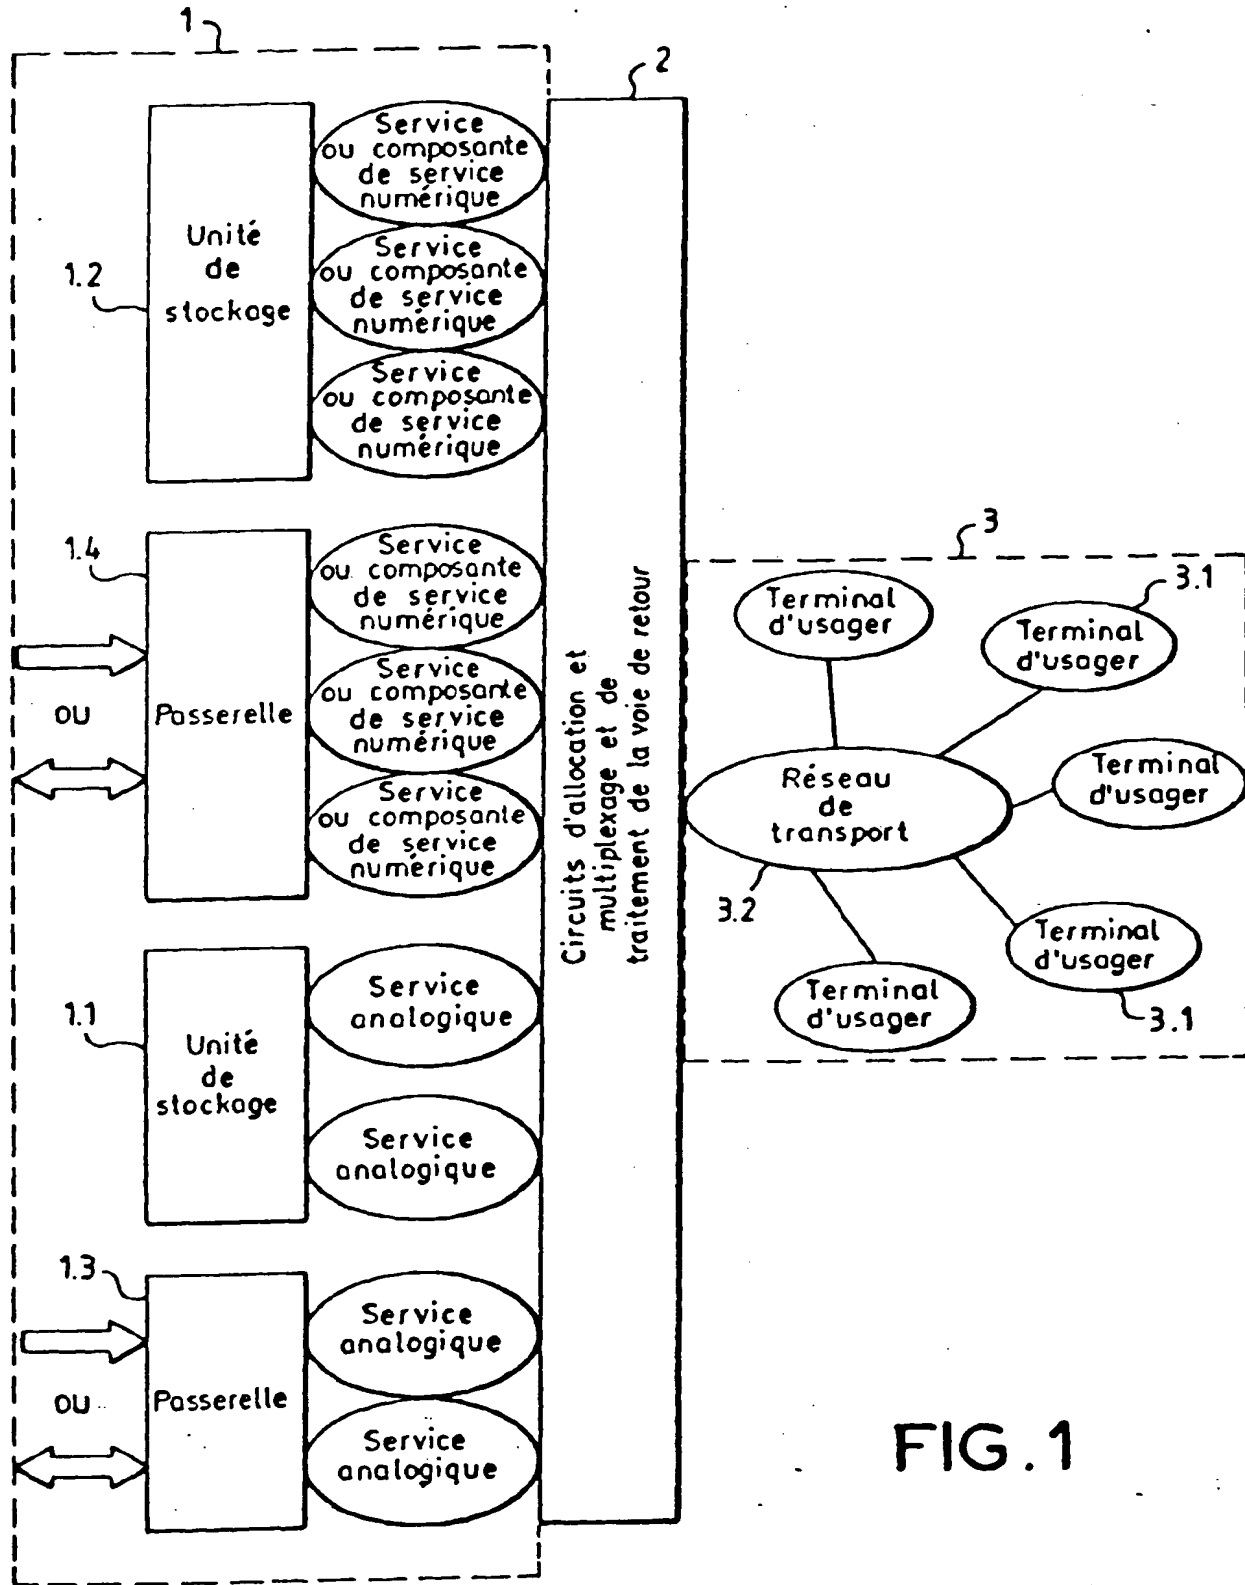 1
2
Service
ou composante
de service
numérique
Service
ou composante
de service
numérique
Service
ou composante
de service
numérique
Unité
de
stockage
1.2
1.4
Service
ou composante
de service
numérique
Service
ou composante
de service
numérique
Service
ou composante
de service
numérique
OU
Passerelle
1.1
Unité
de
stockage
Service
analogique
Service
analogique
1.3
OU
Passerelle
Service
analogique
Service
analogique
Circuits d'allocation et
multiplexage et de
traitement de la voie de retour
3
Terminal
d'usager
3.1
Terminal
d'usager
Terminal
d'usager
Réseau
de
transport
3.2
Terminal
d'usager
3.1
Terminal
d'usager
FIG.1